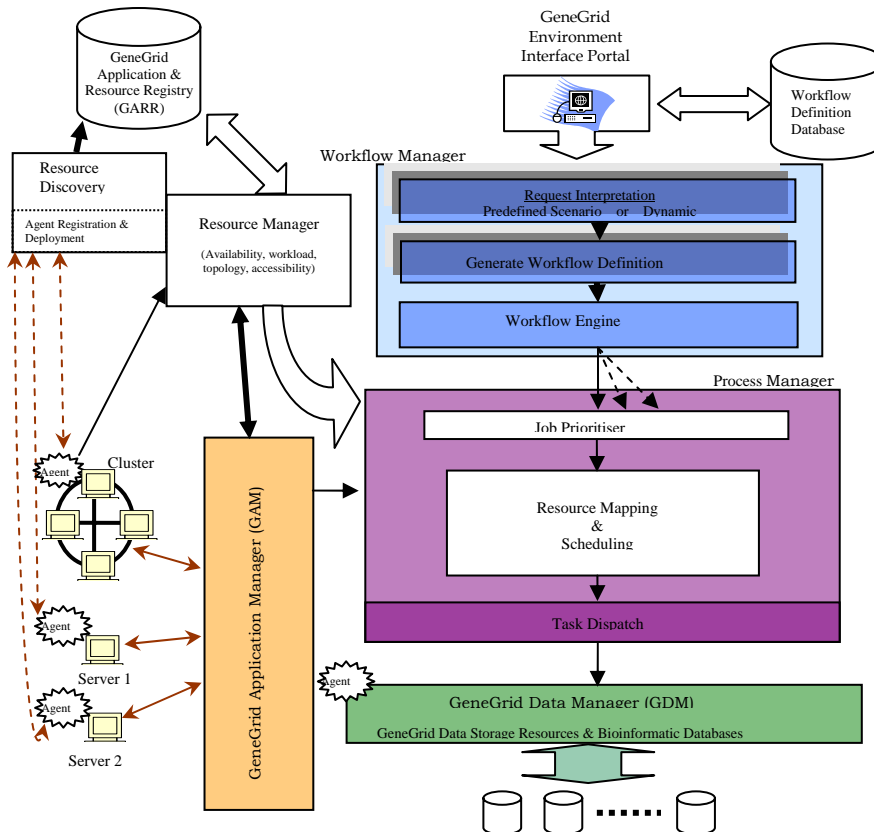 GeneGrid
Environment
Interface Portal
GeneGrid
Application &
Resource Registry
(GARR)
Workflow
Definition
Database
Workflow Manager
Resource
Discovery
Agent Registration &
Deployment
Resource Manager
(Availability, workload,
topology, accessibility)
Request Interpretation
Predefined Scenario or Dynamic
Generate Workflow Definition
Workflow Engine
Process Manager
Job Prioritiser
Resource Mapping
&
Scheduling
Task Dispatch
Agent
Cluster
GeneGrid Application Manager (GAM)
Agent
Server 1
Agent
Server 2
Agent
GeneGrid Data Manager (GDM)
GeneGrid Data Storage Resources & Bioinformatic Databases